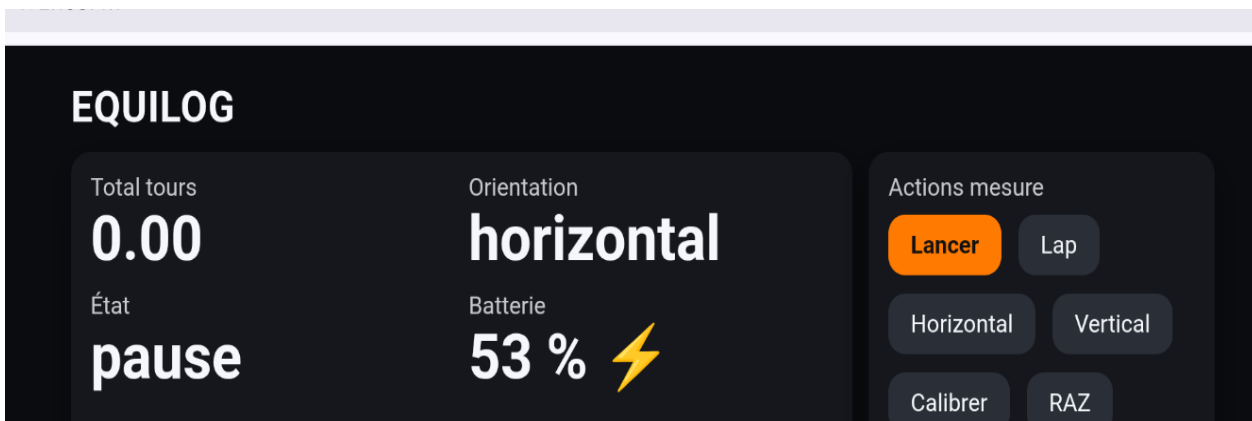 EQUILOG
Total tours
0.00
Orientation
horizontal
État
pause
Batterie
53 % ⚡
Actions mesure
Lancer
Lap
Horizontal
Vertical
Calibrer
RAZ